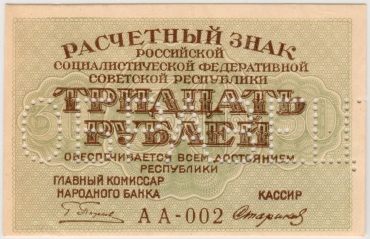 РАСЧЕТНЫЙ ЗНАК
РОССИЙСКОЙ
СОЦИАЛИСТИЧЕСКОЙ ФЕДЕРАТИВНОЙ
СОВЕТСКОЙ РЕСПУБЛИКИ
ТРИДЦАТЬ
РУБЛЕЙ
ОБЕСПЕЧИВАЕТСЯ ВСЕМ ДОСТОЯНИЕМ
РЕСПУБЛИКИ
ГЛАВНЫЙ КОМИССАР
НАРОДНОГО БАНКА
КАССИР
АА-002